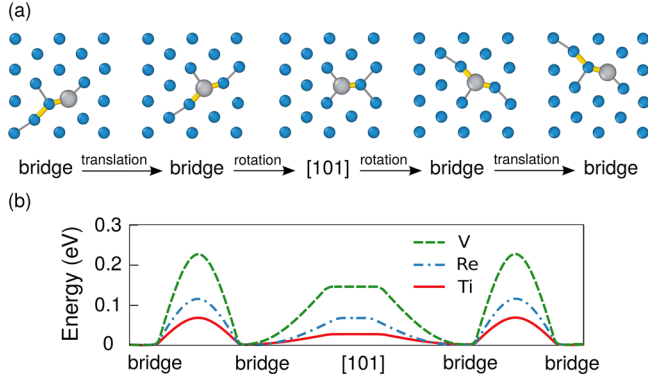 (a)
bridge translation bridge rotation [101] rotation bridge translation bridge
(b)
Energy (eV)
0.3
0.2
0.1
0
V
Re
Ti
bridge bridge [101] bridge bridge